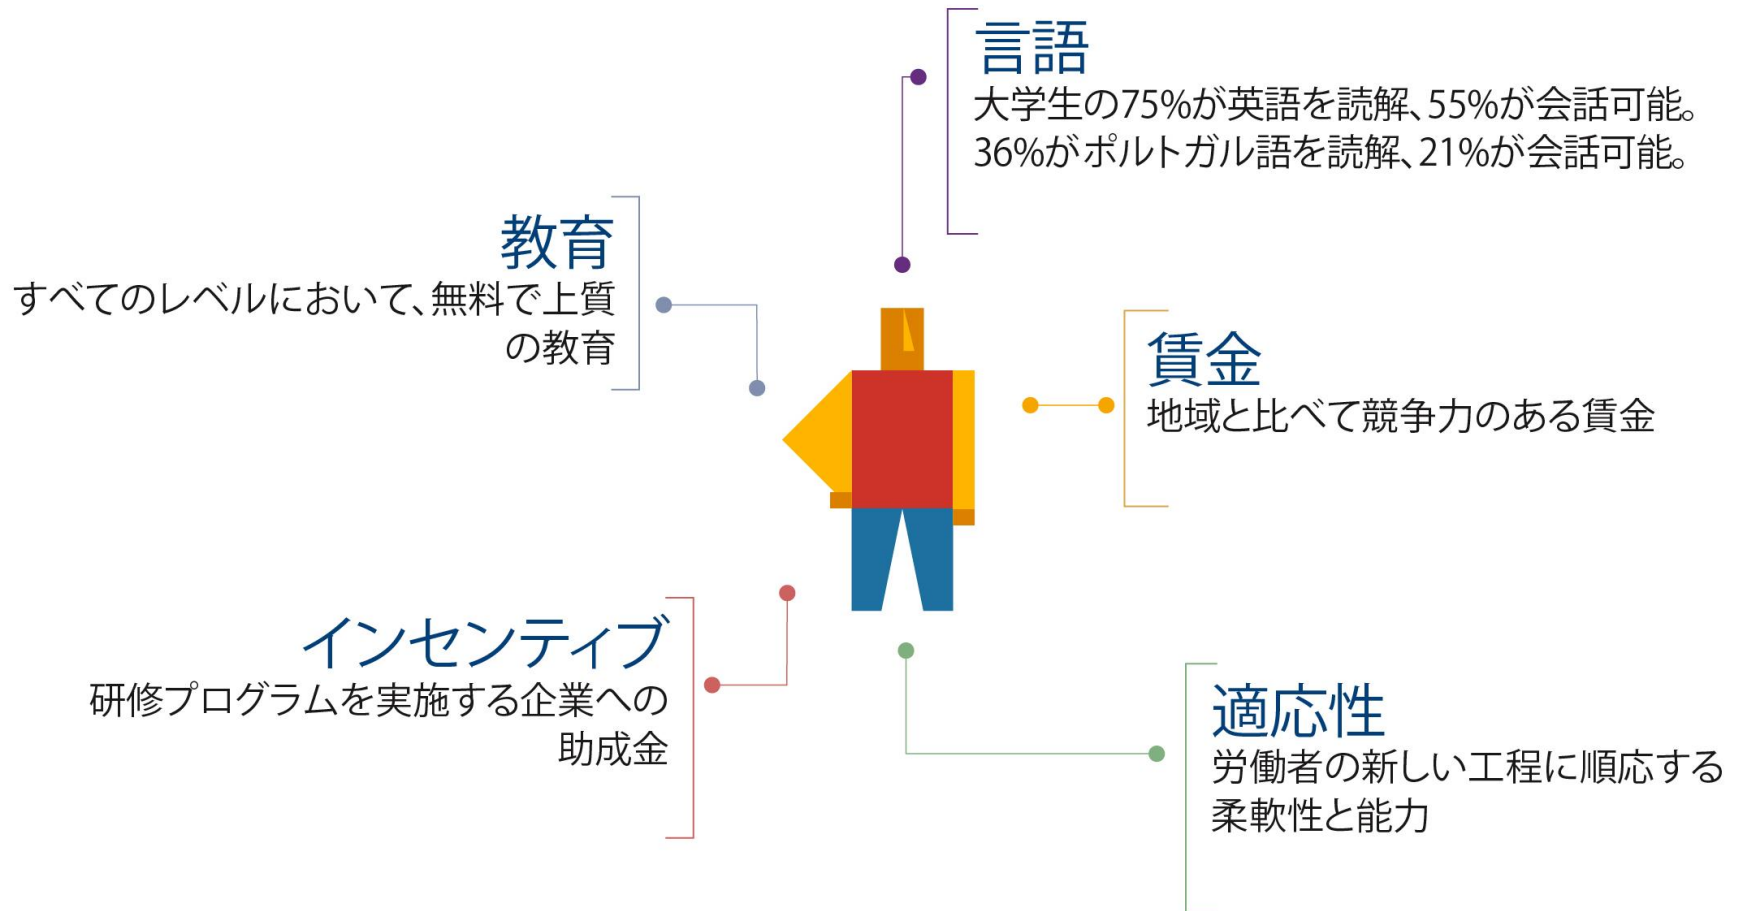 言語
大学生の75%が英語を読解、55%が会話可能。
36%がポルトガル語を読解、21%が会話可能。
教育
すべてのレベルにおいて、無料で上質
の教育
賃金
地域と比べて競争力のある賃金
インセンティブ
研修プログラムを実施する企業への
助成金
適応性
労働者の新しい工程に順応する
柔軟性と能力